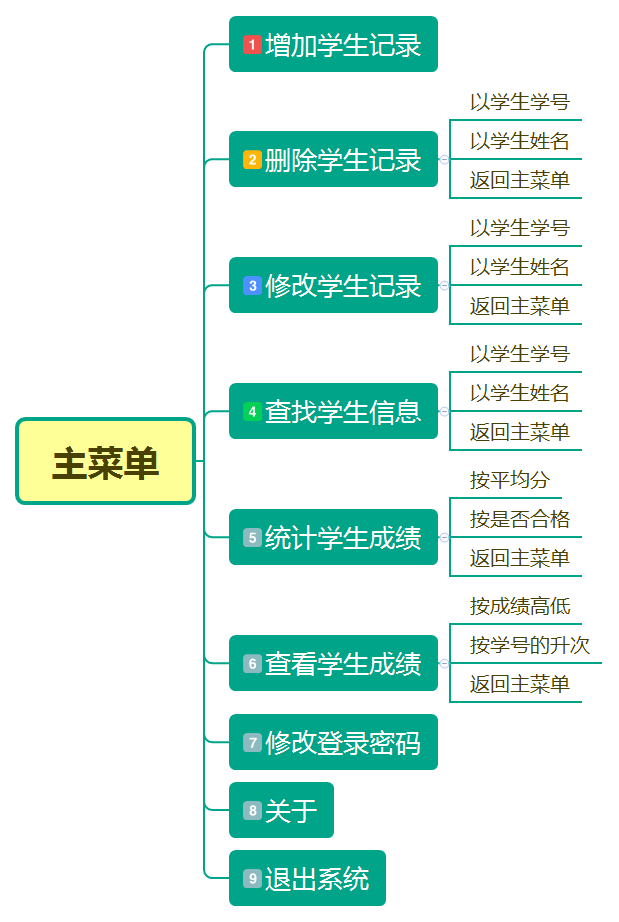 主菜单
1 增加学生记录
2 删除学生记录
以学生学号
以学生姓名
返回主菜单
3 修改学生记录
以学生学号
以学生姓名
返回主菜单
4 查找学生信息
以学生学号
以学生姓名
返回主菜单
5 统计学生成绩
按平均分
按是否合格
返回主菜单
6 查看学生成绩
按成绩高低
按学号的升次
返回主菜单
7 修改登录密码
8 关于
9 退出系统